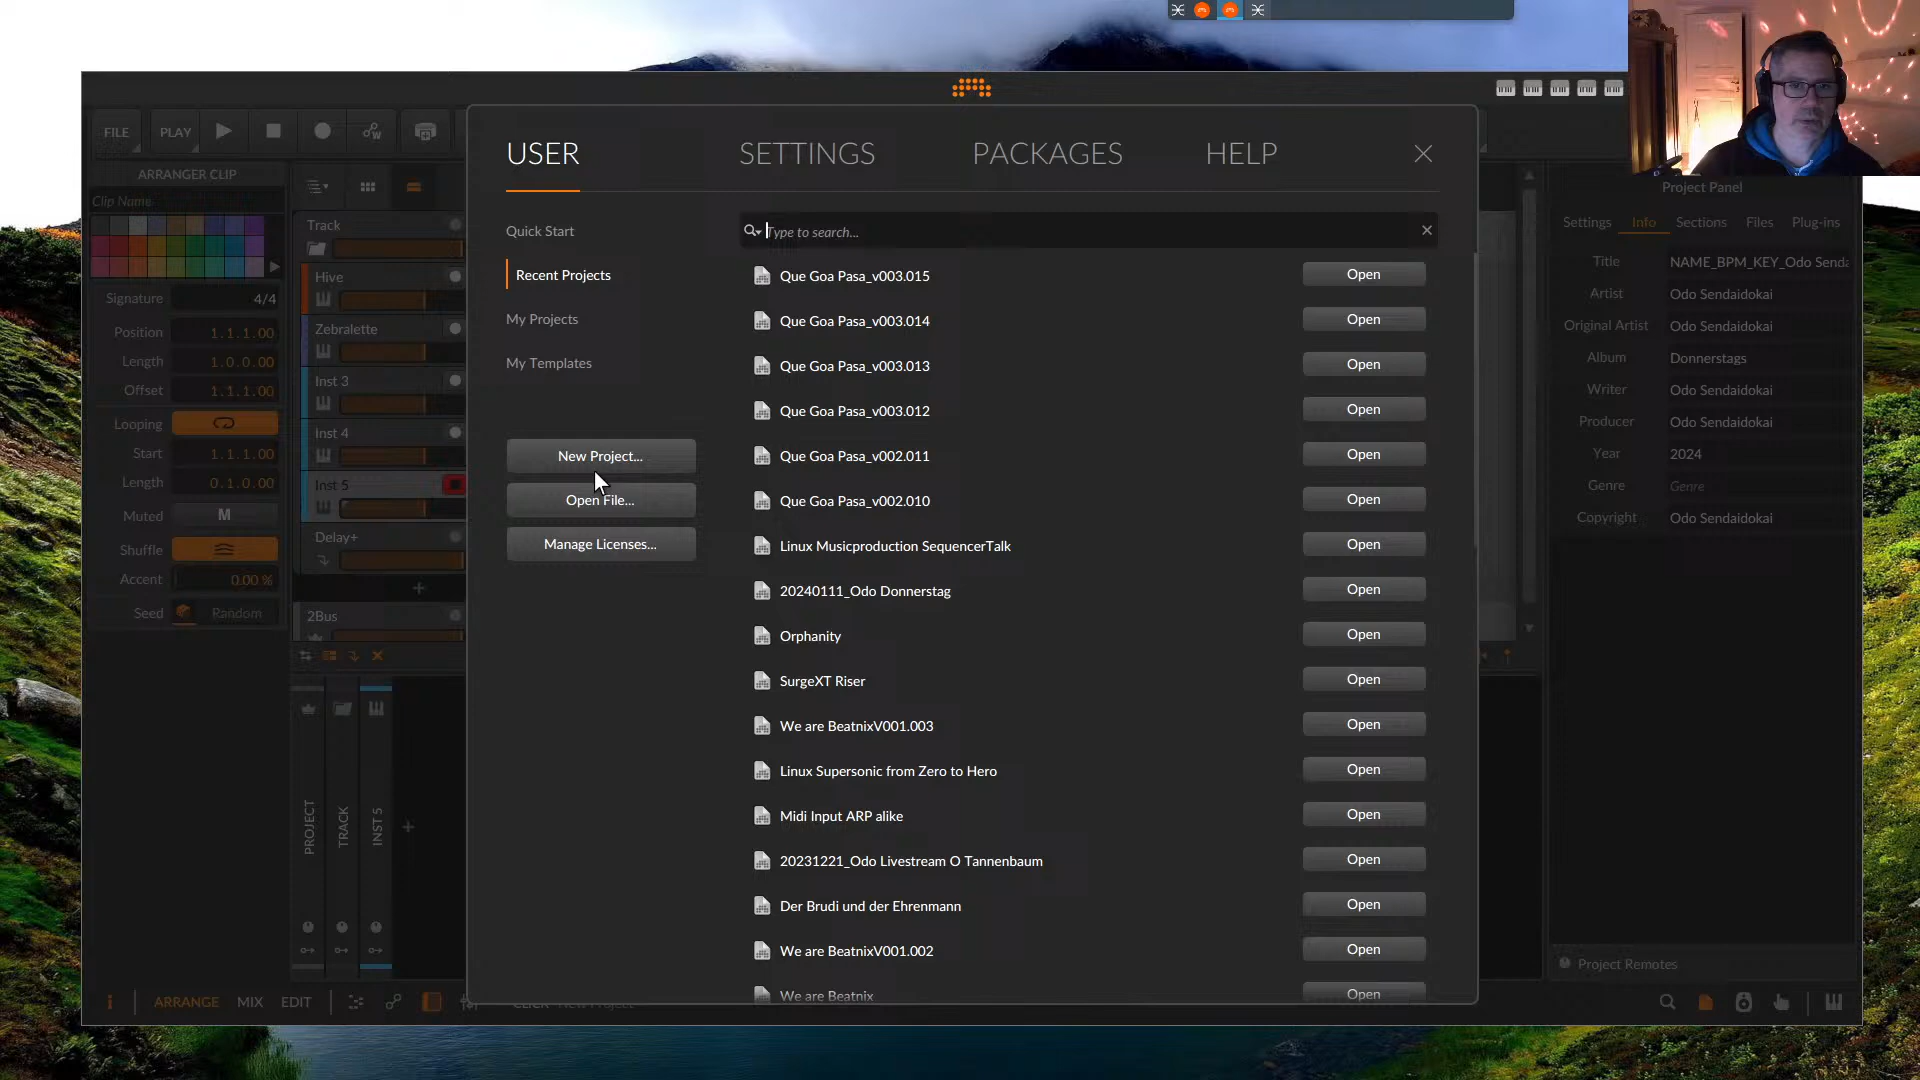 FILE
PLAY
ARRANGER CLIP
Clip Name
Signature 4/4
Position 1.1.1.00
Length 1.0.0.00
Offset 1.1.1.00
Looping
Start 1.1.1.00
Length 0.1.0.00
Muted M
Shuffle
Accent 0.00 %
Seed Random
Track
Hive
Zebralette
Inst 3
Inst 4
Inst 5
Delay+
2Bus
PROJECT
TRACK
INST 5
USER
SETTINGS
PACKAGES
HELP
Quick Start
Recent Projects
My Projects
My Templates
New Project...
Open File...
Manage Licenses...
Type to search...
Que Goa Pasa_v003.015 Open
Que Goa Pasa_v003.014 Open
Que Goa Pasa_v003.013 Open
Que Goa Pasa_v003.012 Open
Que Goa Pasa_v002.011 Open
Que Goa Pasa_v002.010 Open
Linux Musicproduction SequencerTalk Open
20240111_Odo Donnerstag Open
Orphanity Open
SurgeXT Riser Open
We are BeatnixV001.003 Open
Linux Supersonic from Zero to Hero Open
Midi Input ARP alike Open
20231221_Odo Livestream O Tannenbaum Open
Der Brudi und der Ehrenmann Open
We are BeatnixV001.002 Open
We are Beatnix Open
Project Panel
Settings Info Sections Files Plug-ins
Title NAME_BPM_KEY_Odo Senda
Artist Odo Sendaidokai
Original Artist Odo Sendaidokai
Album Donnerstags
Writer Odo Sendaidokai
Producer Odo Sendaidokai
Year 2024
Genre Genre
Copyright Odo Sendaidokai
Project Remotes
ARRANGE MIX EDIT
CLICK New Project